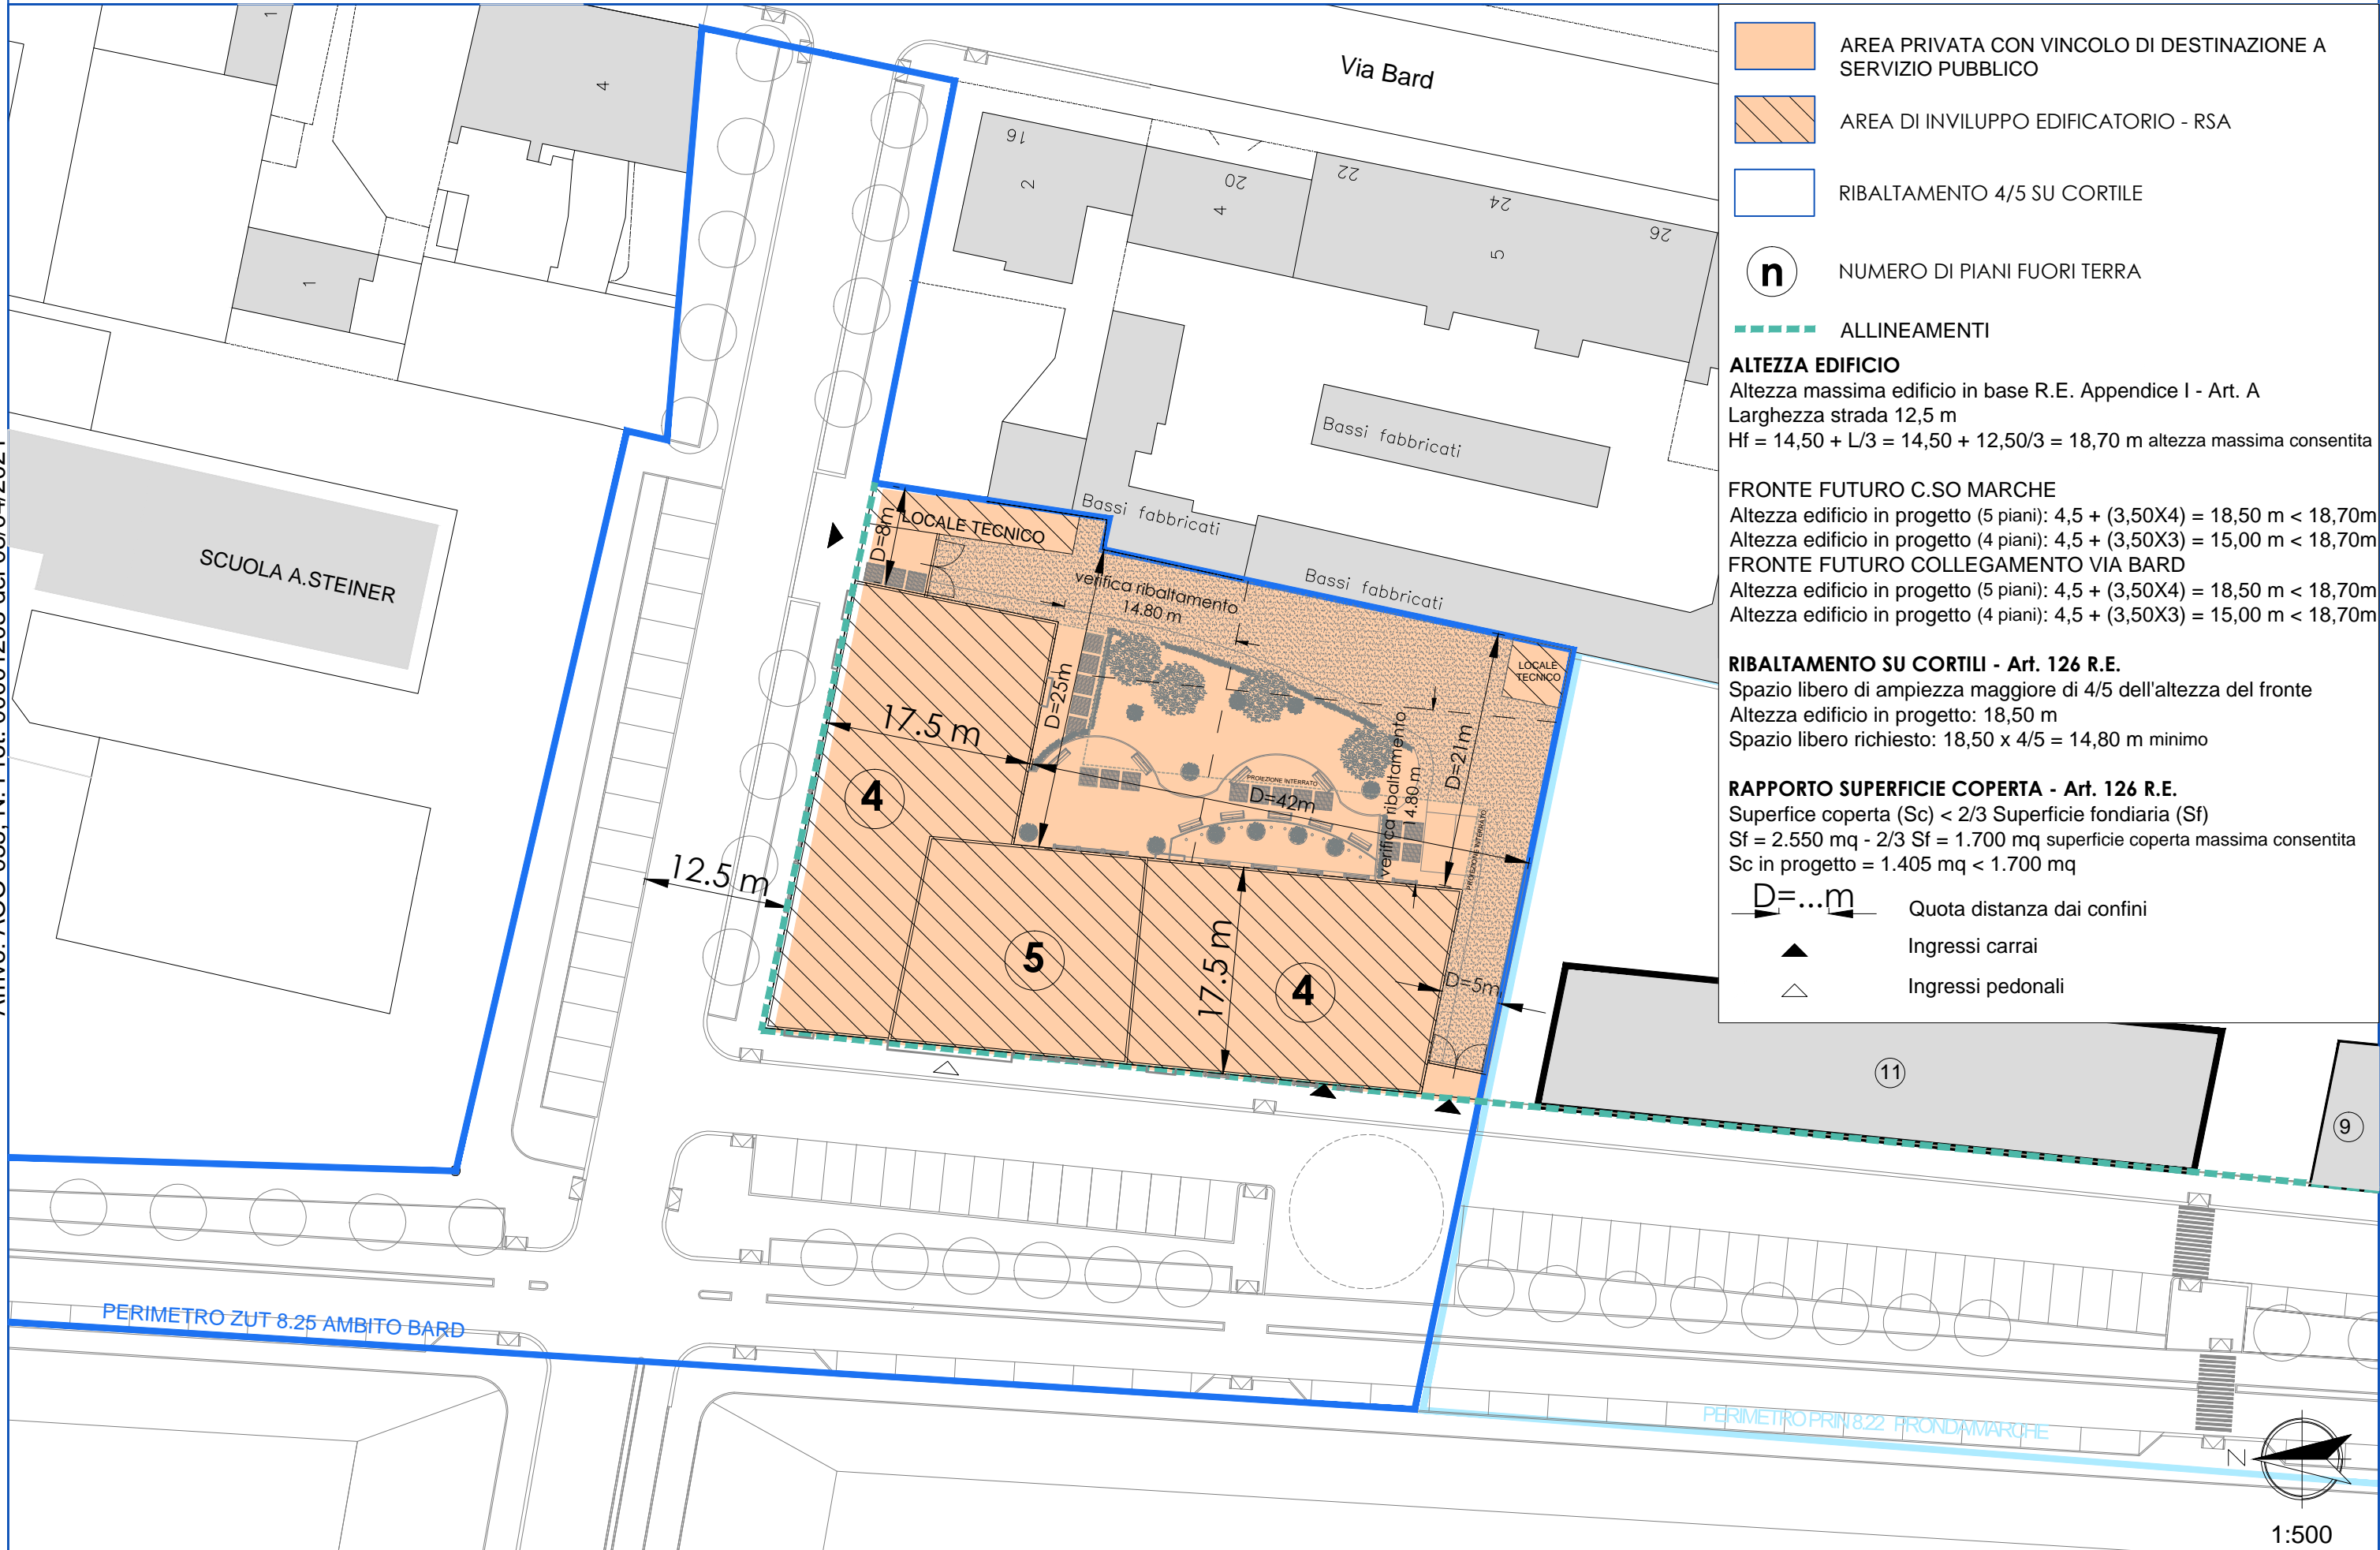 Via Bard
1
4
1
16
2
20
4
22
24
5
26
Bassi fabbricati
Bassi fabbricati
Bassi fabbricati
SCUOLA A.STEINER
LOCALE TECNICO
D=8m
verifica ribaltamento
14.80 m
LOCALE
TECNICO
D=25m
17.5 m
D=21m
verifica ribaltamento
14.80 m
PROIEZIONE INTERRATO
D=42m
PROIEZIONE INTERRATO
4
12.5 m
5
17.5 m
4
D=5m
11
9
PERIMETRO ZUT 8.25 AMBITO BARD
PERIMETRO PRIN 8.22 FRONDA/MARCHE
N
1:500
AREA PRIVATA CON VINCOLO DI DESTINAZIONE A
SERVIZIO PUBBLICO
AREA DI INVILUPPO EDIFICATORIO - RSA
RIBALTAMENTO 4/5 SU CORTILE
n NUMERO DI PIANI FUORI TERRA
ALLINEAMENTI
ALTEZZA EDIFICIO
Altezza massima edificio in base R.E. Appendice I - Art. A
Larghezza strada 12,5 m
Hf = 14,50 + L/3 = 14,50 + 12,50/3 = 18,70 m altezza massima consentita
FRONTE FUTURO C.SO MARCHE
Altezza edificio in progetto (5 piani): 4,5 + (3,50X4) = 18,50 m < 18,70m
Altezza edificio in progetto (4 piani): 4,5 + (3,50X3) = 15,00 m < 18,70m
FRONTE FUTURO COLLEGAMENTO VIA BARD
Altezza edificio in progetto (5 piani): 4,5 + (3,50X4) = 18,50 m < 18,70m
Altezza edificio in progetto (4 piani): 4,5 + (3,50X3) = 15,00 m < 18,70m
RIBALTAMENTO SU CORTILI - Art. 126 R.E.
Spazio libero di ampiezza maggiore di 4/5 dell'altezza del fronte
Altezza edificio in progetto: 18,50 m
Spazio libero richiesto: 18,50 x 4/5 = 14,80 m minimo
RAPPORTO SUPERFICIE COPERTA - Art. 126 R.E.
Superfice coperta (Sc) < 2/3 Superficie fondiaria (Sf)
Sf = 2.550 mq - 2/3 Sf = 1.700 mq superficie coperta massima consentita
Sc in progetto = 1.405 mq < 1.700 mq
D=...m Quota distanza dai confini
Ingressi carrai
Ingressi pedonali